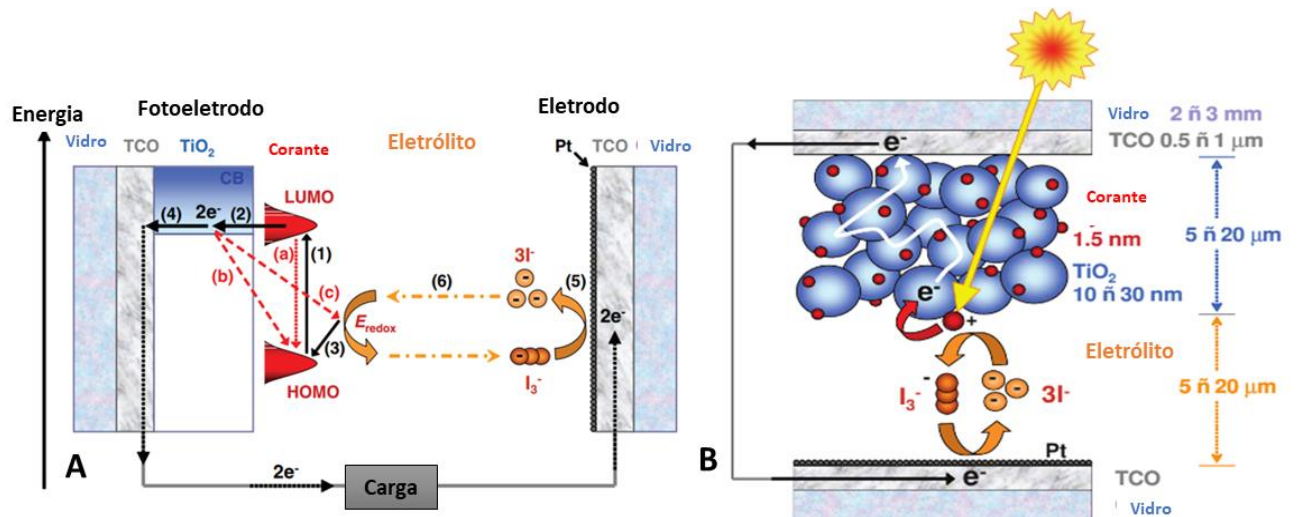 Energia
Fotoeletrodo
Eletrodo
Vidro
TCO
TiO2
Corante
Eletrólito
Pt
TCO
Vidro
CB
LUMO
(4)
2e-
(2)
(a)
(1)
(b)
(c)
(6)
3I-
(5)
2e-
Eredox
(3)
HOMO
I3-
A
2e-
Carga
Vidro 2 ñ 3 mm
TCO 0.5 ñ 1 µm
e-
Corante
1.5 nm
5 ñ 20 µm
TiO2
10 ñ 30 nm
e-
+
Eletrólito
I3-
3I-
5 ñ 20 µm
B
Pt
e-
TCO
Vidro